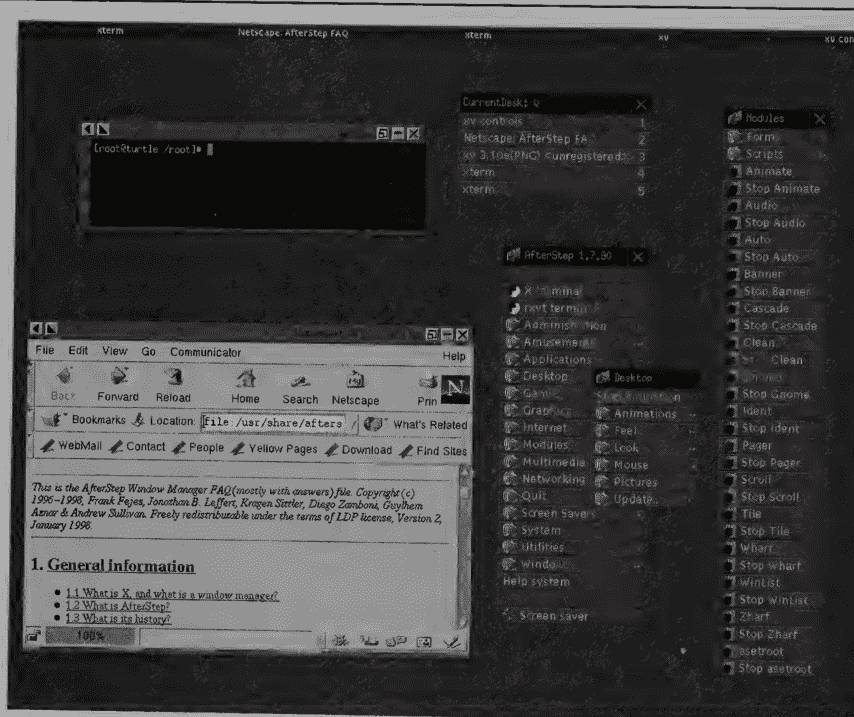 xterm
Netscape: AfterStep FAQ
xterm
xv
xv con
CurrentDesk: 0
xv controls 1
Netscape: AfterStep FA 2
xv 3.10a(PNG) <unregistered> 3
xterm 4
xterm 5
[root@turtle /root]#
Modules
Form
Scripts
Animate
Stop Animate
Audio
Stop Audio
Auto
Stop Auto
Banner
Stop Banner
Cascade
Stop Cascade
Clean
Clean
Stop Gnome
Ident
Stop Ident
Pager
Stop Pager
Scroll
Stop Scroll
Tile
Stop Tile
Wharf
Stop Wharf
WinList
Stop WinList
Zharf
Stop Zharf
asetroot
Stop asetroot
AfterStep 1.7.90
X
Administration
Amusement
Applications
Desktop
Internet
Modules
Multimedia
Networking
Quit
Screen Savers
System
Utilities
Help system
Screen saver
Desktop
Animations
Feel
Look
Mouse
Pictures
Update
File Edit View Go Communicator Help
Back Forward Reload Home Search Netscape Prin N
Bookmarks Location: file:/usr/share/afters What's Related
WebMail Contact People Yellow Pages Download Find Sites
This is the AfterStep Window Manager FAQ(mostly with answers) file. Copyright (c)
1996-1998, Frank Fejes, Jonathan B. Leffert, Kragen Sittler, Diego Zamboni, Guylhem
Aznar & Andrew Sullivan. Freely redistributable under the terms of LDP license, Version 2,
January 1998.
1. General information
1.1 What is X, and what is a window manager?
1.2 What is AfterStep?
1.3 What is its history?
100%